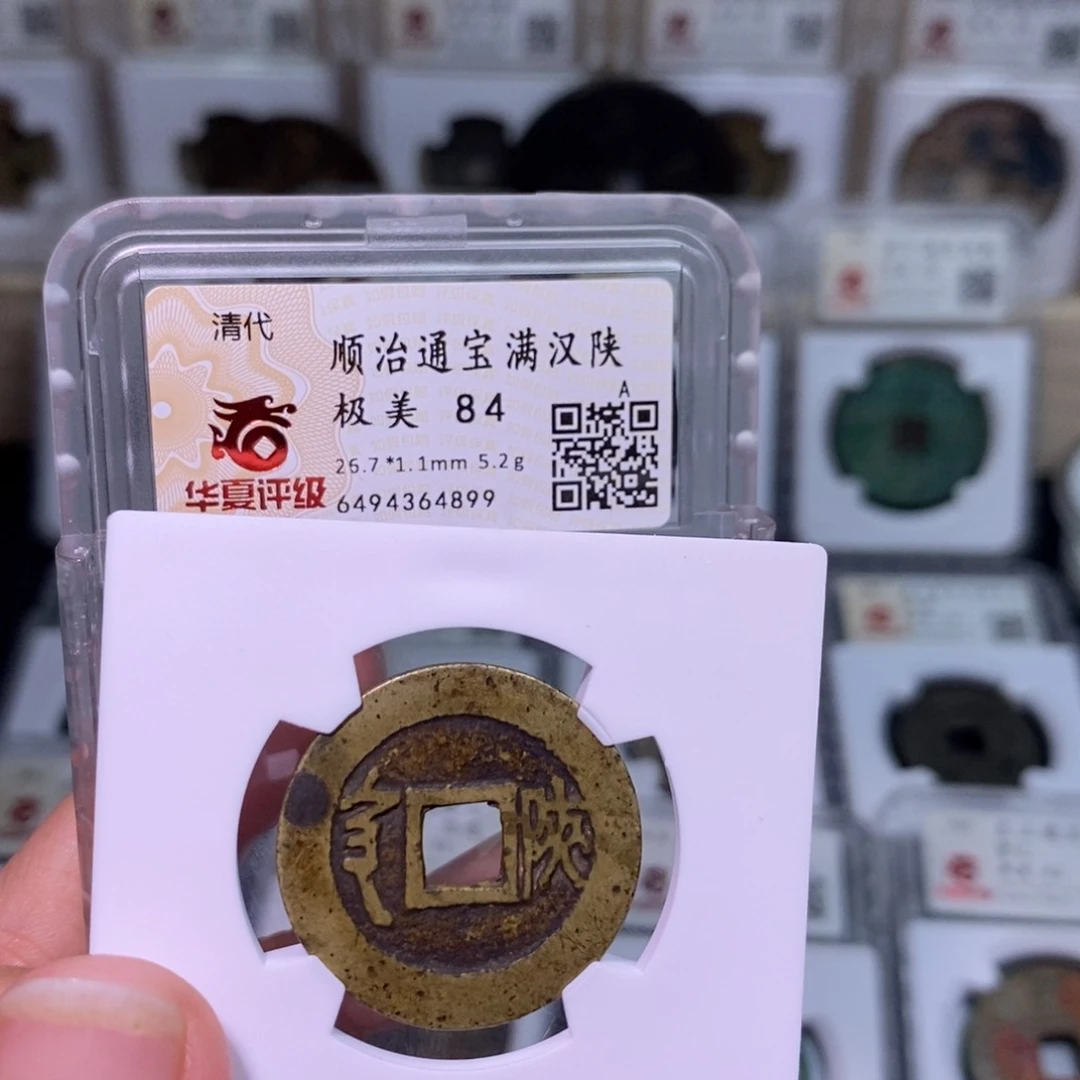 清代
华夏评级
顺治通宝满汉陕
极美 84
A
26.7*1.1mm 5.2g
6494364899
陕